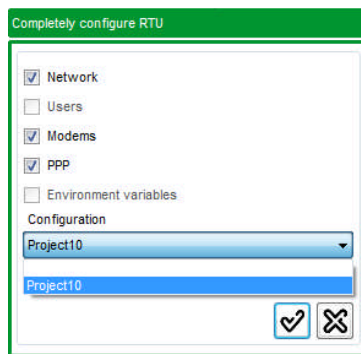 Completely configure RTU
Network
Users
Modems
PPP
Environment variables
Configuration
Project10
Project10